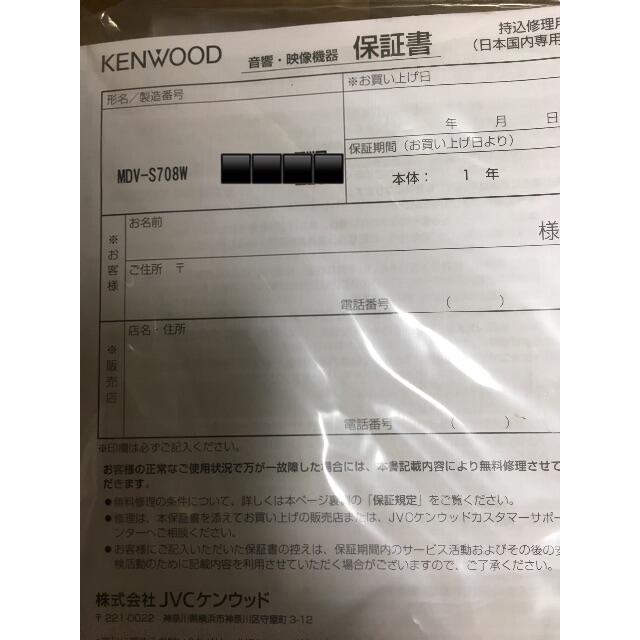 KENWOOD 音響・映像機器 保証書 持込修理用
(日本国内専用
形名/製造番号
※お買い上げ日
年 月 日
MDV-S708W
保証期間(お買い上げ日より)
本体: 1 年
※お客様
お名前
様
ご住所 〒
電話番号 ( )
※販売店
店名・住所
電話番号 ( )
※印欄は必ずご記入ください。
お客様の正常なご使用状況で万が一故障した場合には、本書記載内容により無料修理させて
だきます。
●無料修理の条件について、詳しくは本ページ裏側の「保証規定」をご覧ください。
●修理は、本保証書を添えてお買い上げの販売店または、JVCケンウッドカスタマーサポー
ンターへご相談ください。
●お客様にご記入いただいた保証書の控えは、保証期間内のサービス活動およびその後の安
検活動のために記載内容を利用させていただく場合がございますので、ご了承ください。
株式会社 JVCケンウッド
〒221-0022 神奈川県横浜市神奈川区守屋町3-12